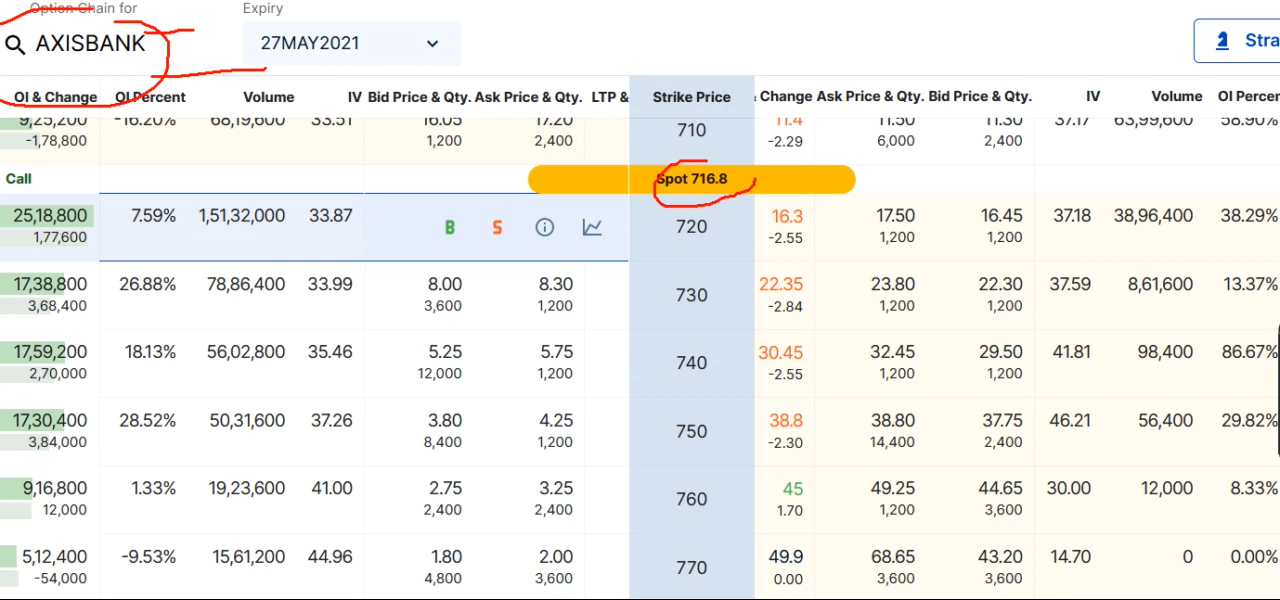 Option Chain for Expiry
AXISBANK 27MAY2021 Stra
OI & Change OI Percent Volume IV Bid Price & Qty. Ask Price & Qty. LTP & Strike Price Change Ask Price & Qty. Bid Price & Qty. IV Volume OI Percen
9,25,200 -16.20% 68,19,600 33.51 16.05 17.20 710 11.4 11.50 11.30 37.17 63,99,600 58.90%
-1,78,800 1,200 2,400 -2.29 6,000 2,400
Call Spot 716.8
25,18,800 7.59% 1,51,32,000 33.87 B S 720 16.3 17.50 16.45 37.18 38,96,400 38.29%
1,77,600 -2.55 1,200 1,200
17,38,800 26.88% 78,86,400 33.99 8.00 8.30 730 22.35 23.80 22.30 37.59 8,61,600 13.37%
3,68,400 3,600 1,200 -2.84 1,200 1,200
17,59,200 18.13% 56,02,800 35.46 5.25 5.75 740 30.45 32.45 29.50 41.81 98,400 86.67%
2,70,000 12,000 1,200 -2.55 1,200 1,200
17,30,400 28.52% 50,31,600 37.26 3.80 4.25 750 38.8 38.80 37.75 46.21 56,400 29.82%
3,84,000 8,400 1,200 -2.30 14,400 2,400
9,16,800 1.33% 19,23,600 41.00 2.75 3.25 760 45 49.25 44.65 30.00 12,000 8.33%
12,000 2,400 2,400 1.70 1,200 3,600
5,12,400 -9.53% 15,61,200 44.96 1.80 2.00 770 49.9 68.65 43.20 14.70 0 0.00%
-54,000 4,800 3,600 0.00 3,600 3,600